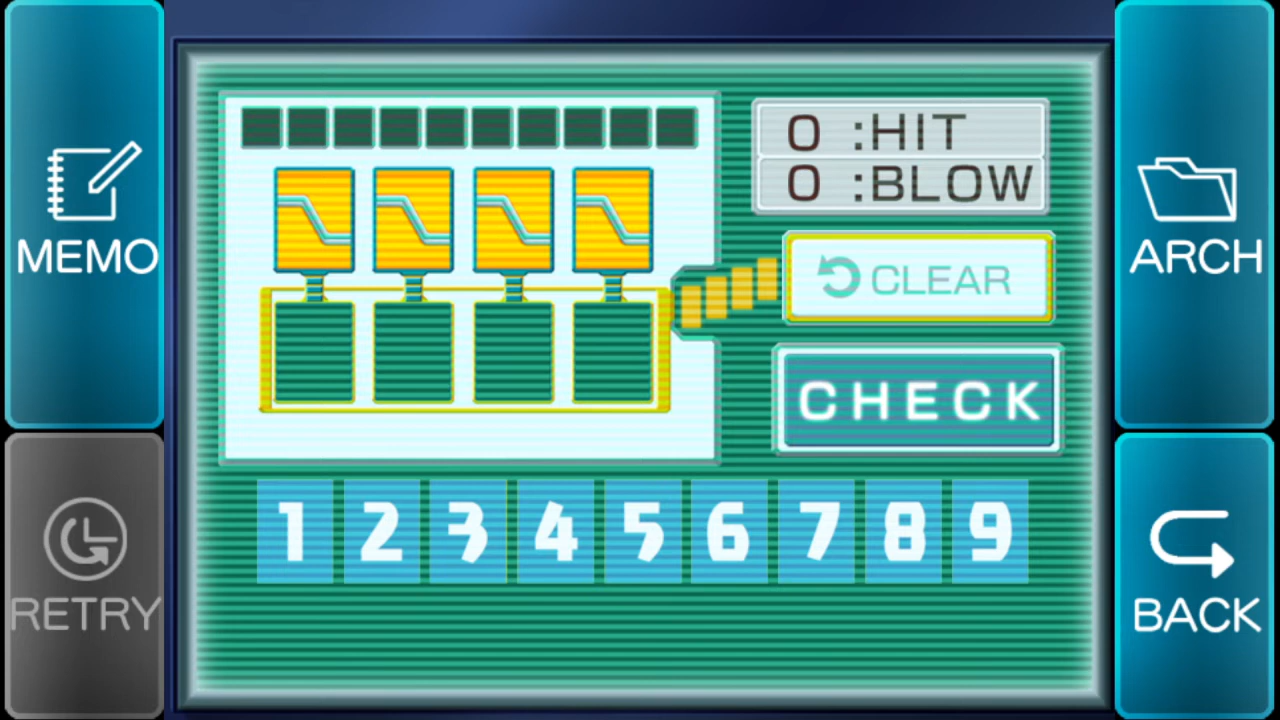 MEMO
RETRY
0 :HIT
0 :BLOW
CLEAR
CHECK
1 2 3 4 5 6 7 8 9
ARCH
BACK